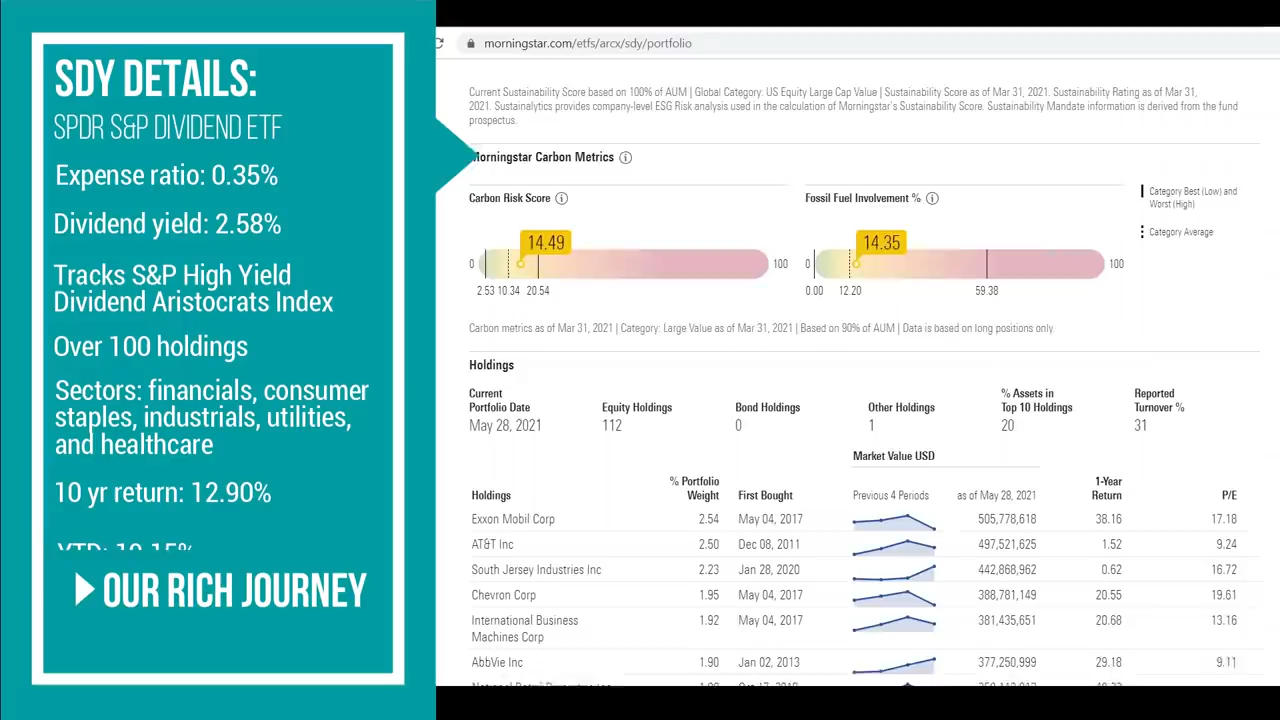 SDY DETAILS:
SPDR S&P DIVIDEND ETF
Expense ratio: 0.35%
Dividend yield: 2.58%
Tracks S&P High Yield
Dividend Aristocrats Index
Over 100 holdings
Sectors: financials, consumer
staples, industrials, utilities,
and healthcare
10 yr return: 12.90%
OUR RICH JOURNEY
morningstar.com/etfs/arcx/sdy/portfolio
Current Sustainability Score based on 100% of AUM | Global Category: US Equity Large Cap Value | Sustainability Score as of Mar 31, 2021. Sustainability Rating as of Mar 31,
2021. Sustainalytics provides company-level ESG Risk analysis used in the calculation of Morningstar's Sustainability Score. Sustainability Mandate information is derived from the fund
prospectus.
Morningstar Carbon Metrics
Carbon Risk Score
Fossil Fuel Involvement %
Category Best (Low) and
Worst (High)
Category Average
14.49
0
100
2.53 10.34 20.54
14.35
0
100
0.00 12.20 59.38
Carbon metrics as of Mar 31, 2021 | Category: Large Value as of Mar 31, 2021 | Based on 90% of AUM | Data is based on long positions only.
Holdings
Current
Portfolio Date Equity Holdings Bond Holdings Other Holdings % Assets in
Top 10 Holdings Reported
Turnover %
May 28, 2021 112 0 1 20 31
Market Value USD
Holdings % Portfolio
Weight First Bought Previous 4 Periods as of May 28, 2021 1-Year
Return P/E
Exxon Mobil Corp 2.54 May 04, 2017 505,778,618 38.16 17.18
AT&T Inc 2.50 Dec 08, 2011 497,521,625 1.52 9.24
South Jersey Industries Inc 2.23 Jan 28, 2020 442,868,962 0.62 16.72
Chevron Corp 1.95 May 04, 2017 388,781,149 20.55 19.61
International Business
Machines Corp 1.92 May 04, 2017 381,435,651 20.68 13.16
AbbVie Inc 1.90 Jan 02, 2013 377,250,999 29.18 9.11